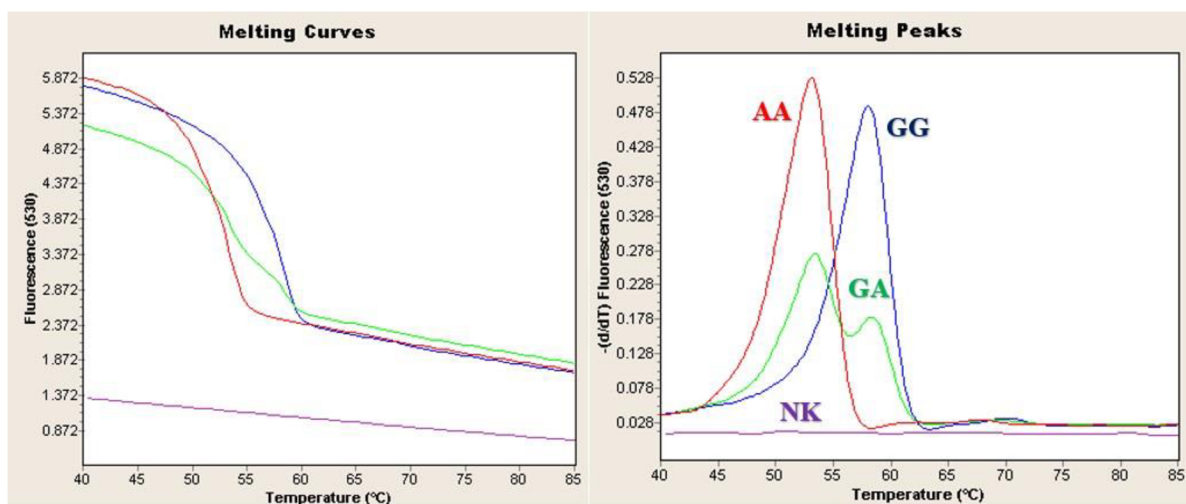 Melting Curves
Fluorescence (530)
5.872
5.372
4.872
4.372
3.872
3.372
2.872
2.372
1.872
1.372
0.872
40 45 50 55 60 65 70 75 80 85
Temperature (°C)
Melting Peaks
-(d/dT) Fluorescence (530)
0.528
0.478
0.428
0.378
0.328
0.278
0.228
0.178
0.128
0.078
0.028
AA
GG
GA
NK
40 45 50 55 60 65 70 75 80 85
Temperature (°C)